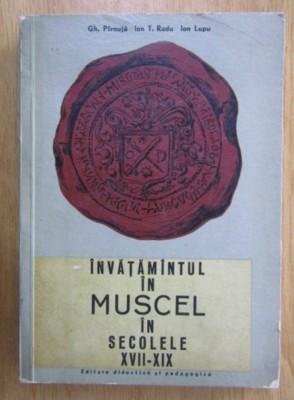 Gh. Pîrnuță Ion T. Radu Ion Lupu
ÎNVĂȚĂMÎNTUL
ÎN
MUSCEL
ÎN
SECOLELE
XVII-XIX
Editura didactică și pedagogică